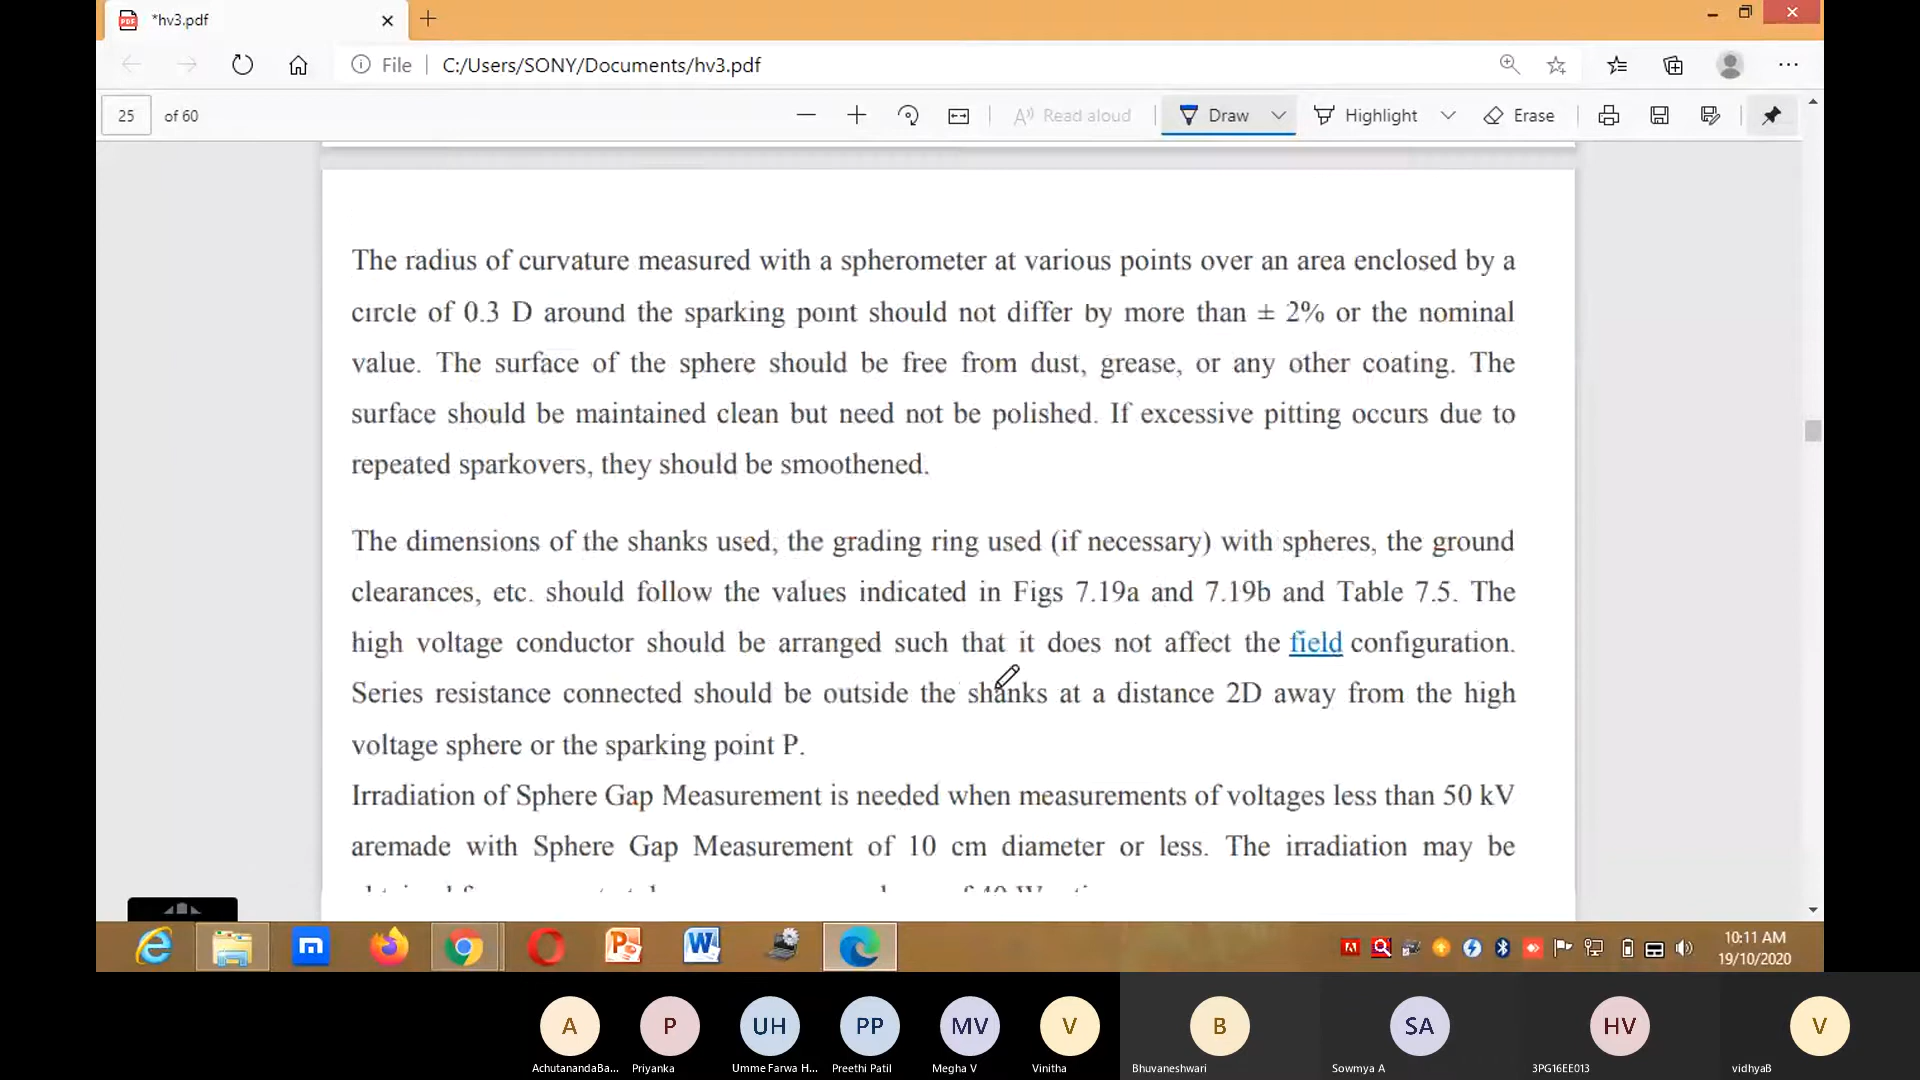 *hv3.pdf
File
C:/Users/SONY/Documents/hv3.pdf
25 of 60
Read aloud
Draw
Highlight
Erase
The radius of curvature measured with a spherometer at various points over an area enclosed by a
circle of 0.3 D around the sparking point should not differ by more than ± 2% or the nominal
value. The surface of the sphere should be free from dust, grease, or any other coating. The
surface should be maintained clean but need not be polished. If excessive pitting occurs due to
repeated sparkovers, they should be smoothened.
The dimensions of the shanks used, the grading ring used (if necessary) with spheres, the ground
clearances, etc. should follow the values indicated in Figs 7.19a and 7.19b and Table 7.5. The
high voltage conductor should be arranged such that it does not affect the field configuration.
Series resistance connected should be outside the shanks at a distance 2D away from the high
voltage sphere or the sparking point P.
Irradiation of Sphere Gap Measurement is needed when measurements of voltages less than 50 kV
aremade with Sphere Gap Measurement of 10 cm diameter or less. The irradiation may be
10:11 AM
19/10/2020
A P UH PP MV V B SA HV V
AchutanandaBa... Priyanka Umme Farwa H... Preethi Patil Megha V Vinitha Bhuvaneshwari Sowmya A 3PG16EE013 vidhyaB